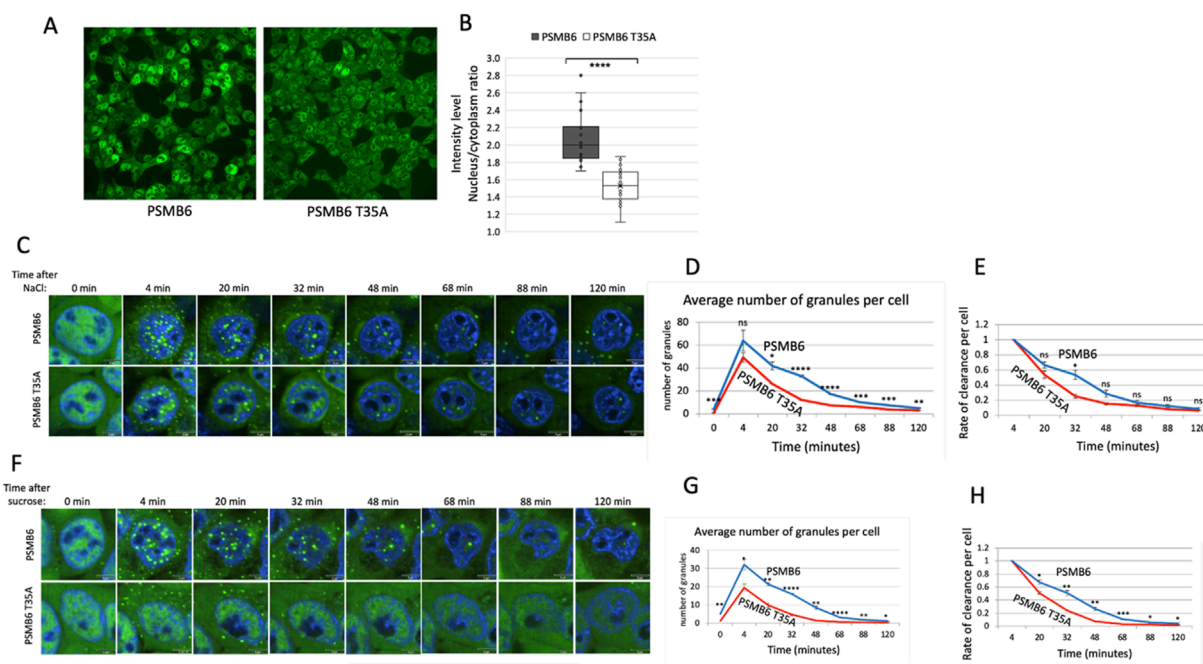 A
PSMB6
PSMB6 T35A
B
PSMB6 PSMB6 T35A
****
3.0
2.8
2.6
2.4
2.2
2.0
1.8
1.6
1.4
1.2
1.0
Intensity level
Nucleus/cytoplasm ratio
C
Time after
NaCl:
0 min 4 min 20 min 32 min 48 min 68 min 88 min 120 min
PSMB6
PSMB6 T35A
D
Average number of granules per cell
number of granules
80
60
40
20
0
ns
PSMB6
*
****
****
***
***
***
**
PSMB6 T35A
0 4 20 32 48 68 88 120
Time (minutes)
E
Rate of clearance per cell
1.2
1
0.8
0.6
0.4
0.2
0
ns
PSMB6
*
ns
ns
ns
ns
PSMB6 T35A
4 20 32 48 68 88 120
Time (minutes)
F
Time after
sucrose:
0 min 4 min 20 min 32 min 48 min 68 min 88 min 120 min
PSMB6
PSMB6 T35A
G
Average number of granules per cell
number of granules
40
30
20
10
0
*
PSMB6
**
**
****
**
****
**
*
PSMB6 T35A
0 4 20 32 48 68 88 120
Time (minutes)
H
Rate of clearance per cell
1.2
1
0.8
0.6
0.4
0.2
0
PSMB6
*
**
**
***
*
*
PSMB6 T35A
4 20 32 48 68 88 120
Time (minutes)